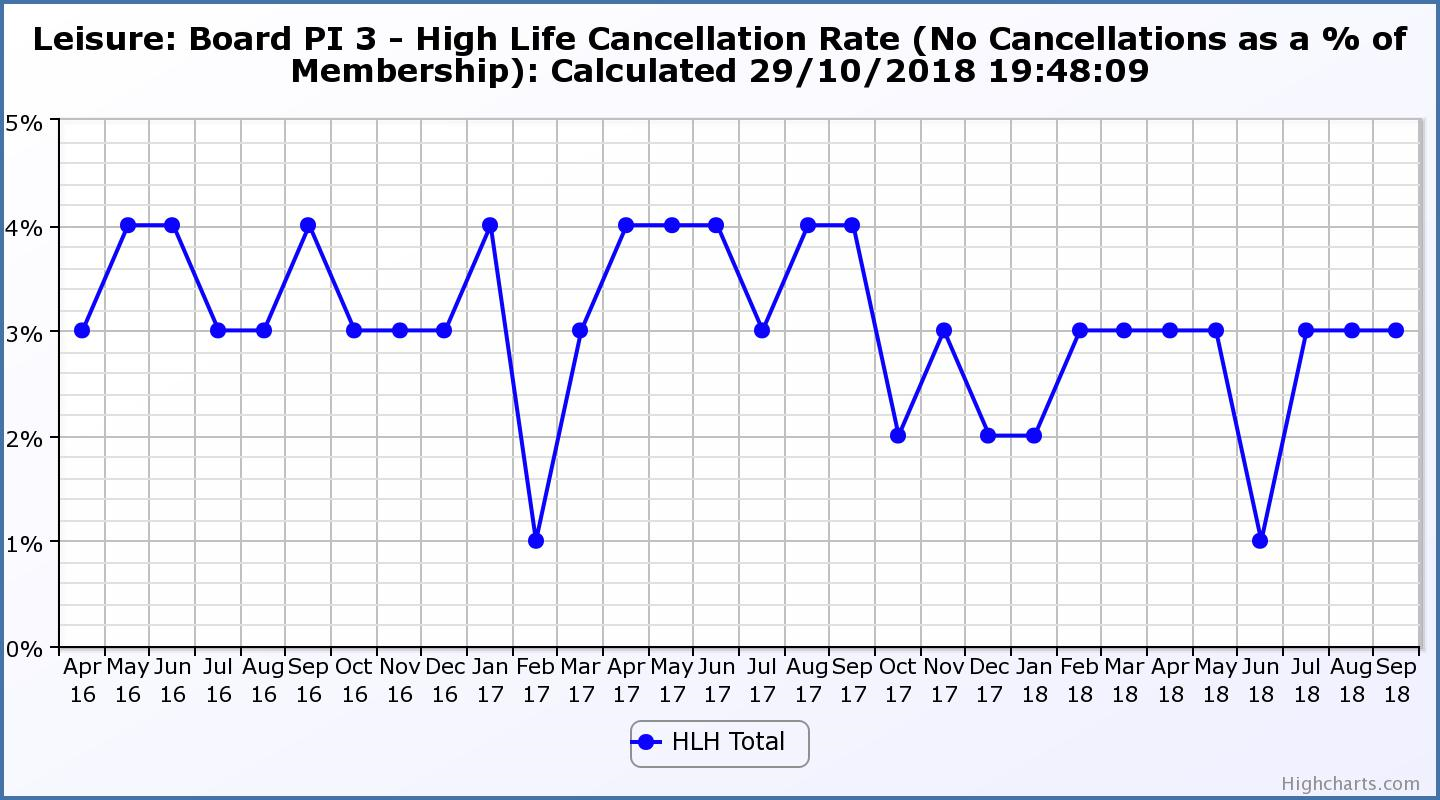 Leisure: Board PI 3 - High Life Cancellation Rate (No Cancellations as a % of
Membership): Calculated 29/10/2018 19:48:09
5%
4%
3%
2%
1%
0%
Apr May Jun Jul Aug Sep Oct Nov Dec Jan Feb Mar Apr May Jun Jul Aug Sep Oct Nov Dec Jan Feb Mar Apr May Jun Jul Aug Sep
16 16 16 16 16 16 16 16 16 17 17 17 17 17 17 17 17 17 17 17 17 18 18 18 18 18 18 18 18 18
HLH Total
Highcharts.com